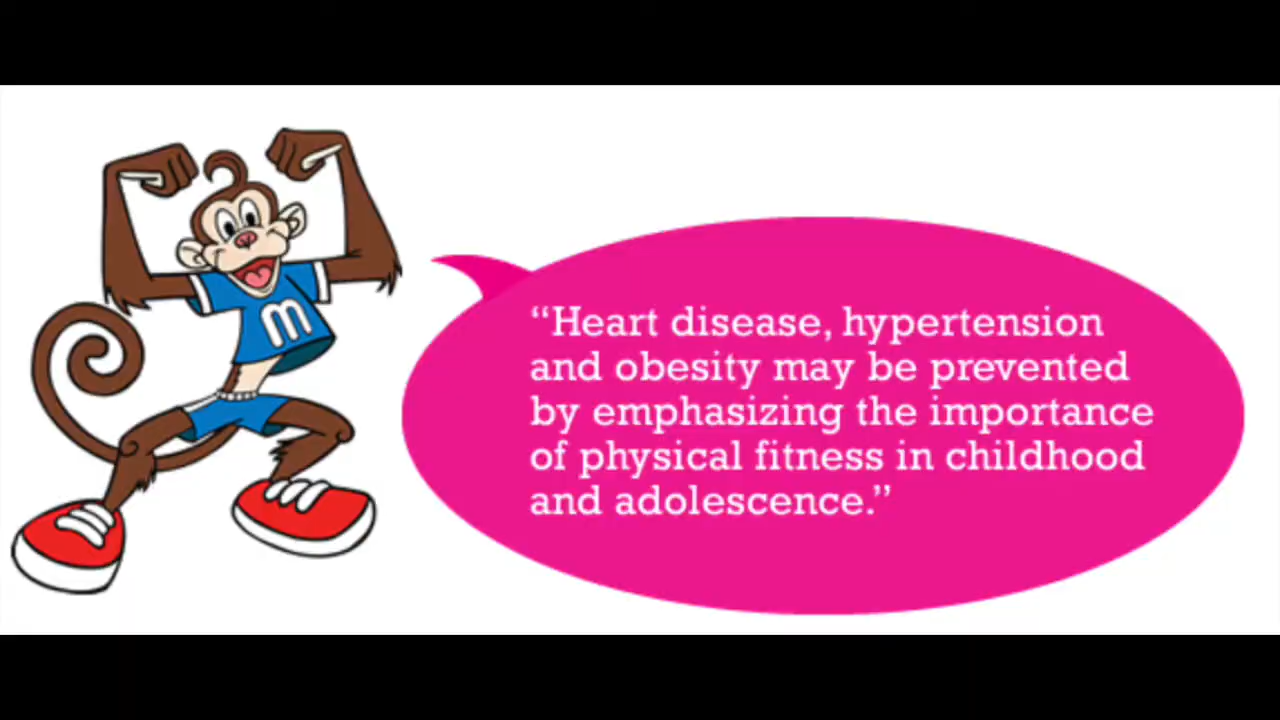 m
“Heart disease, hypertension
and obesity may be prevented
by emphasizing the importance
of physical fitness in childhood
and adolescence.”